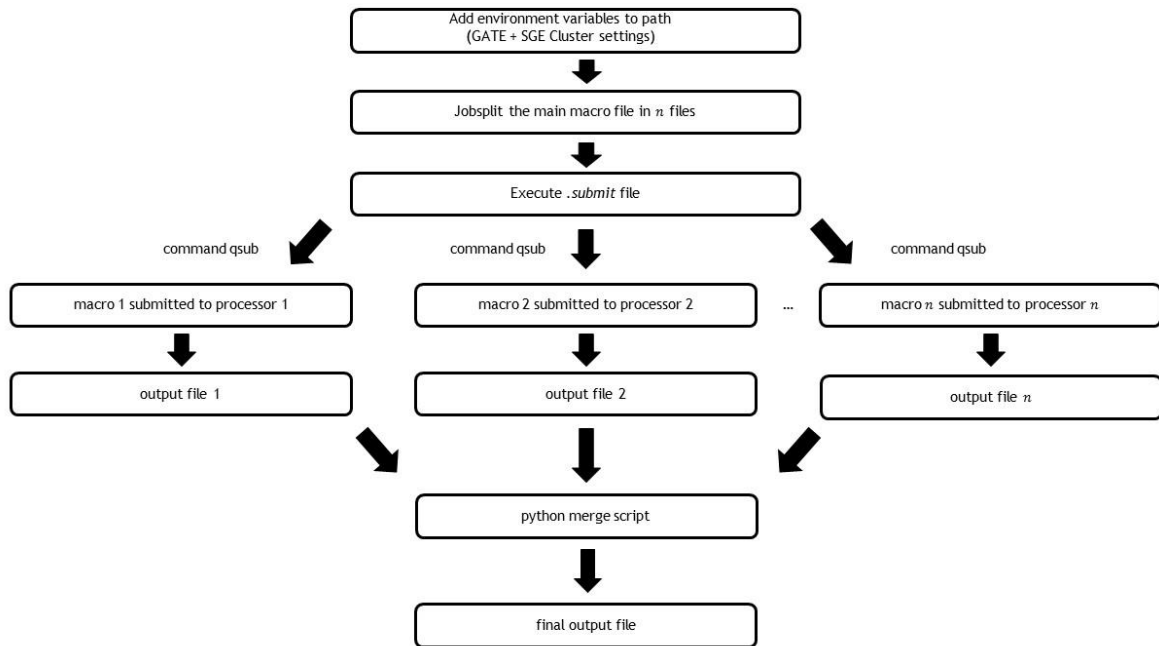 Add environment variables to path
(GATE + SGE Cluster settings)
Jobsplit the main macro file in n files
Execute .submit file
command qsub
command qsub
command qsub
macro 1 submitted to processor 1
macro 2 submitted to processor 2
...
macro n submitted to processor n
output file 1
output file 2
output file n
python merge script
final output file